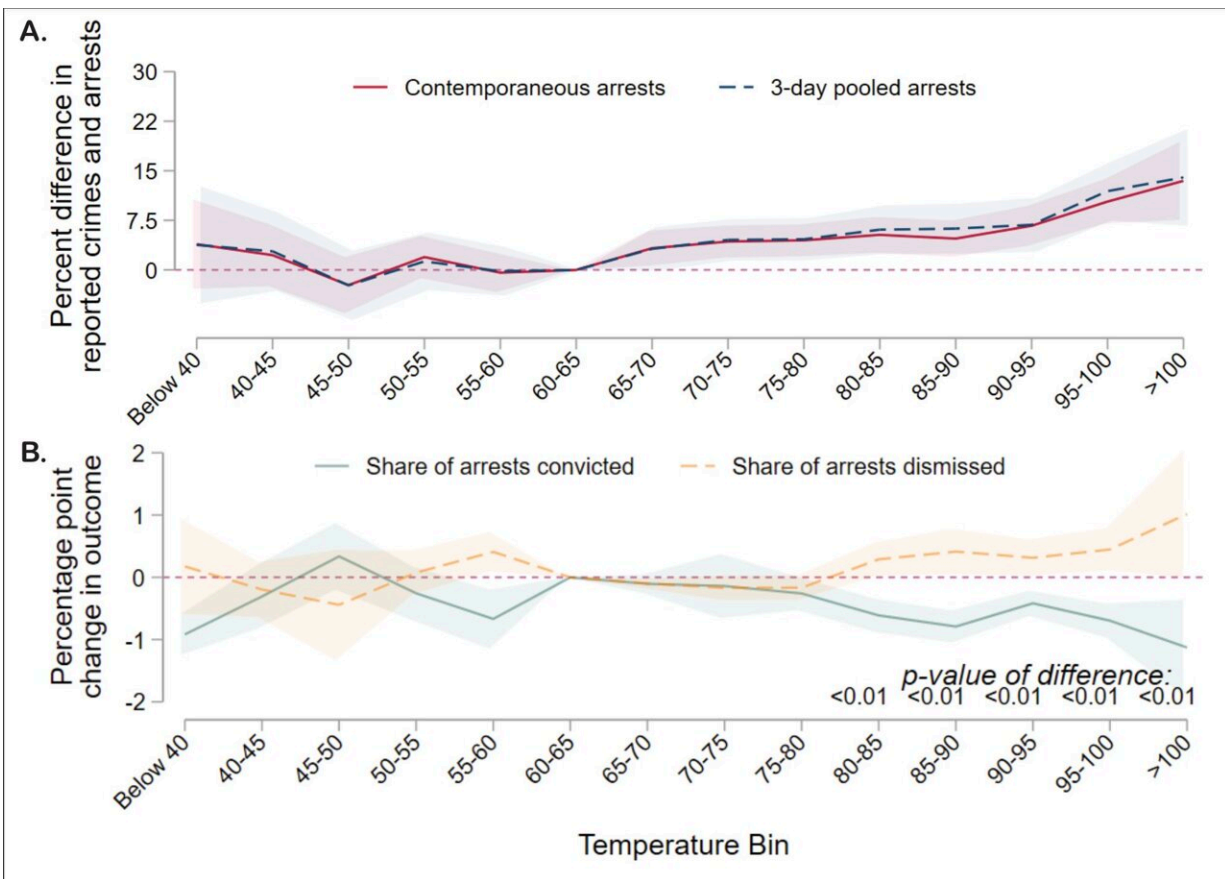 A.
Percent difference in
reported crimes and arrests
30
22
15
7.5
0
Contemporaneous arrests
3-day pooled arrests
Below 40
40-45
45-50
50-55
55-60
60-65
65-70
70-75
75-80
80-85
85-90
90-95
95-100
>100
B.
Percentage point
change in outcome
2
1
0
-1
-2
Share of arrests convicted
Share of arrests dismissed
p-value of difference:
<0.01 <0.01 <0.01 <0.01 <0.01
Below 40
40-45
45-50
50-55
55-60
60-65
65-70
70-75
75-80
80-85
85-90
90-95
95-100
>100
Temperature Bin